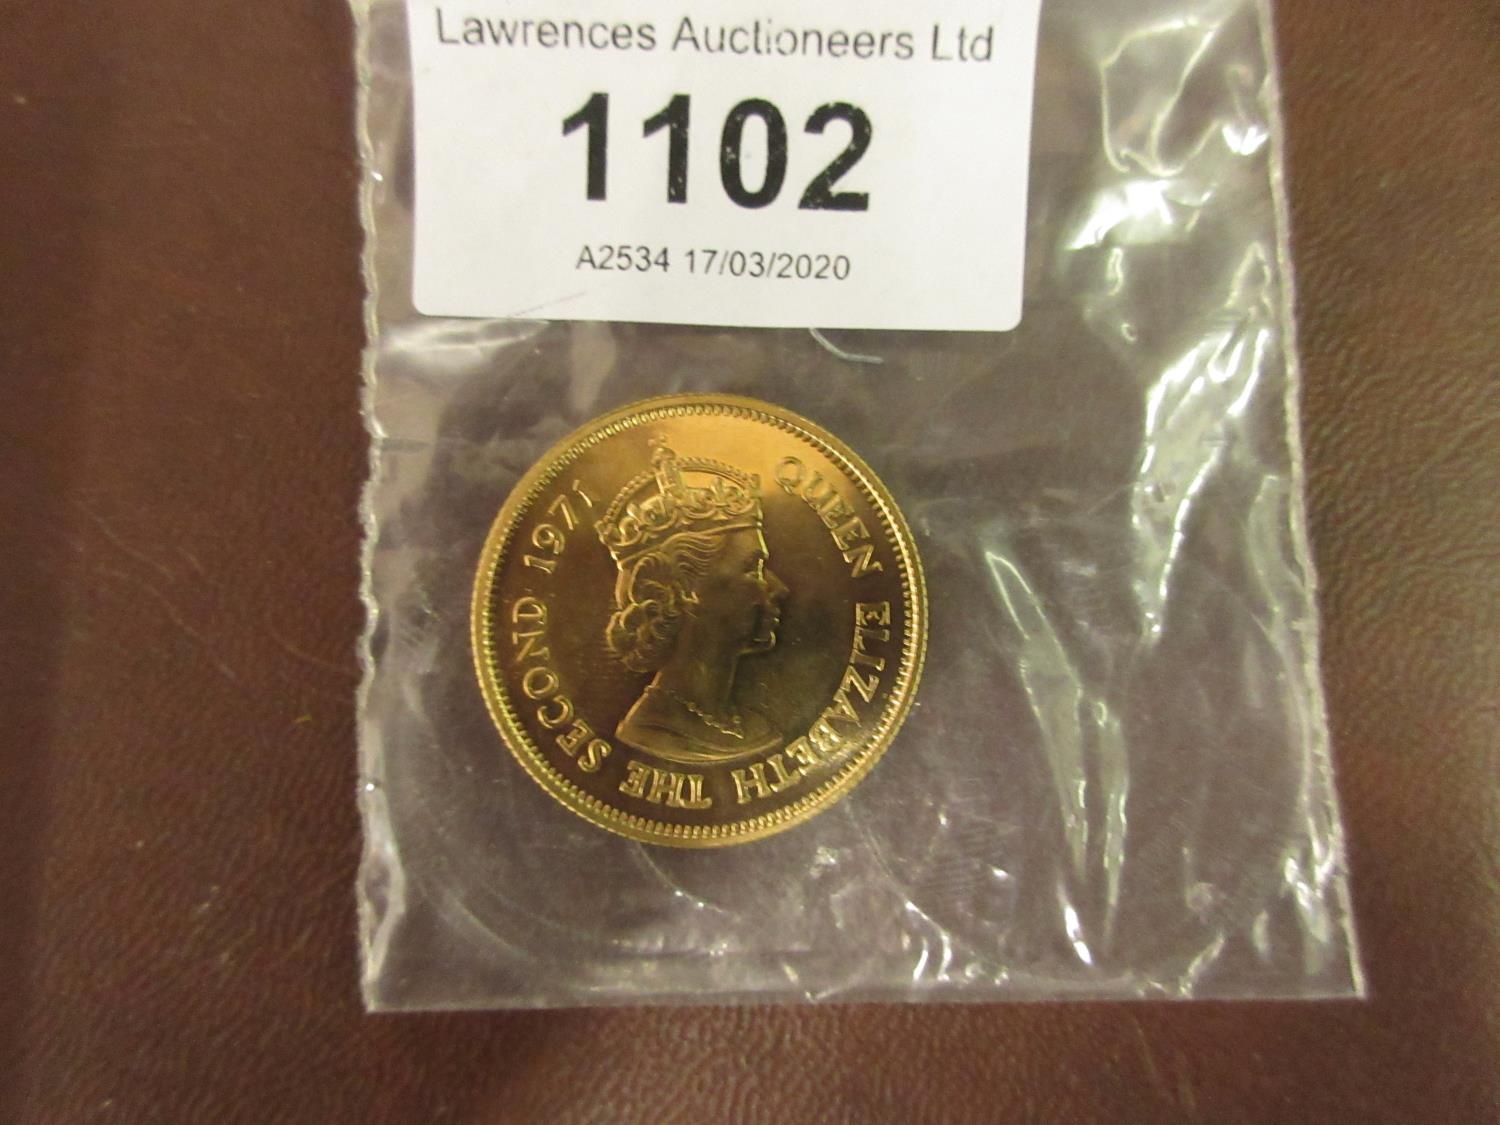 Lawrences Auctioneers Ltd
1102
A2534 17/03/2020
QUEEN ELIZABETH THE SECOND 1971